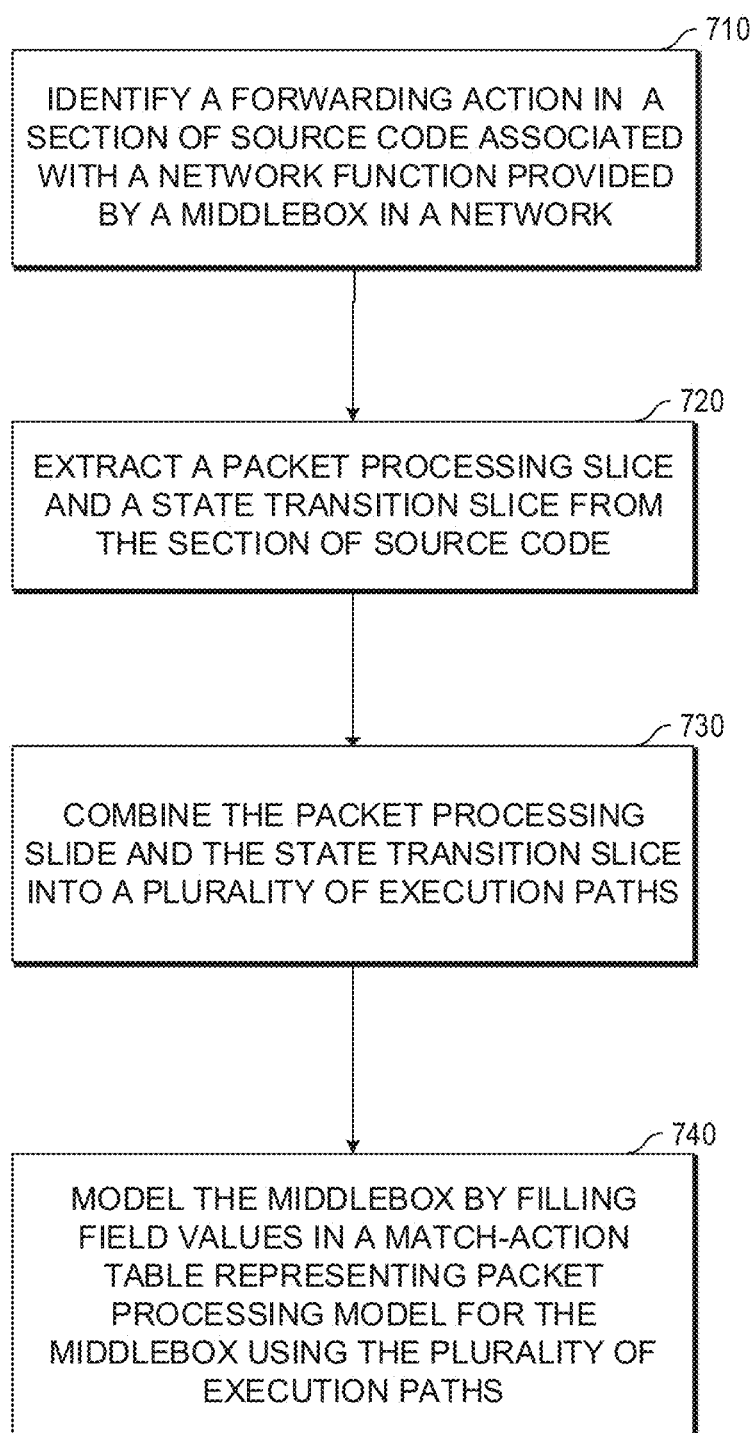 710
IDENTIFY A FORWARDING ACTION IN A
SECTION OF SOURCE CODE ASSOCIATED
WITH A NETWORK FUNCTION PROVIDED
BY A MIDDLEBOX IN A NETWORK
720
EXTRACT A PACKET PROCESSING SLICE
AND A STATE TRANSITION SLICE FROM
THE SECTION OF SOURCE CODE
730
COMBINE THE PACKET PROCESSING
SLIDE AND THE STATE TRANSITION SLICE
INTO A PLURALITY OF EXECUTION PATHS
740
MODEL THE MIDDLEBOX BY FILLING
FIELD VALUES IN A MATCH-ACTION
TABLE REPRESENTING PACKET
PROCESSING MODEL FOR THE
MIDDLEBOX USING THE PLURALITY OF
EXECUTION PATHS